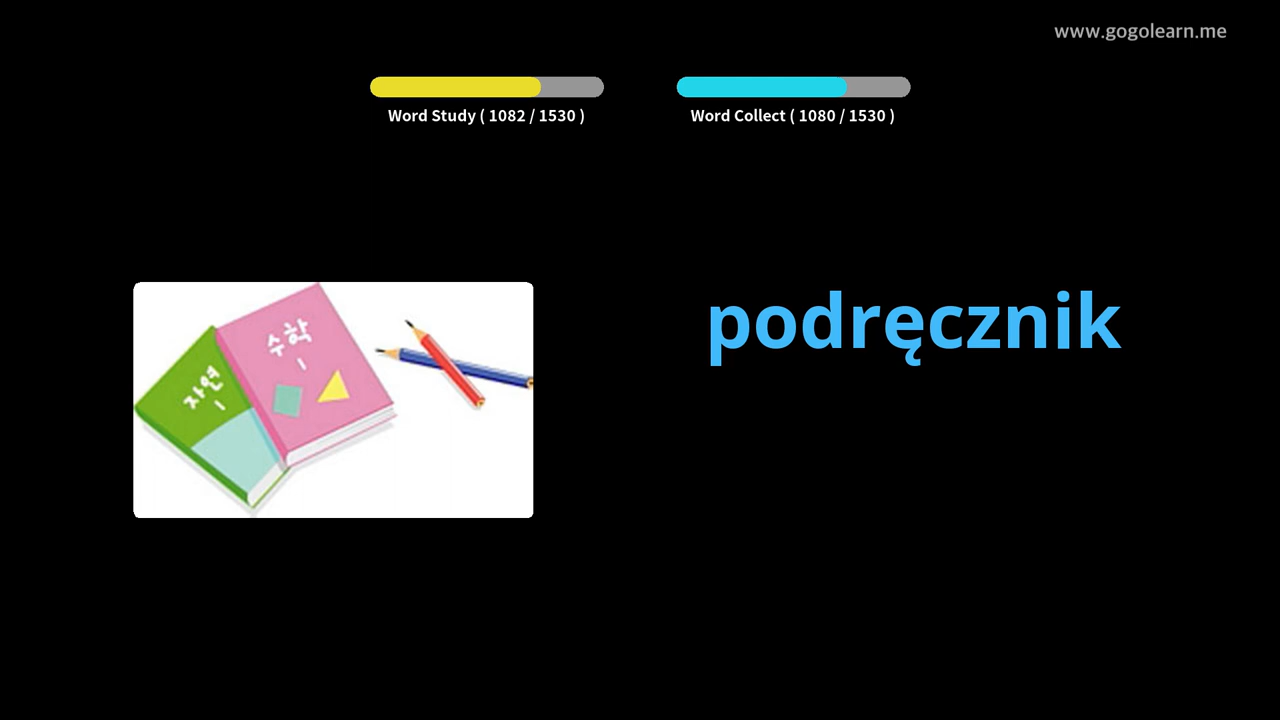 www.gogolearn.me
Word Study ( 1082 / 1530 )
Word Collect ( 1080 / 1530 )
podręcznik
수학
1
자연
1